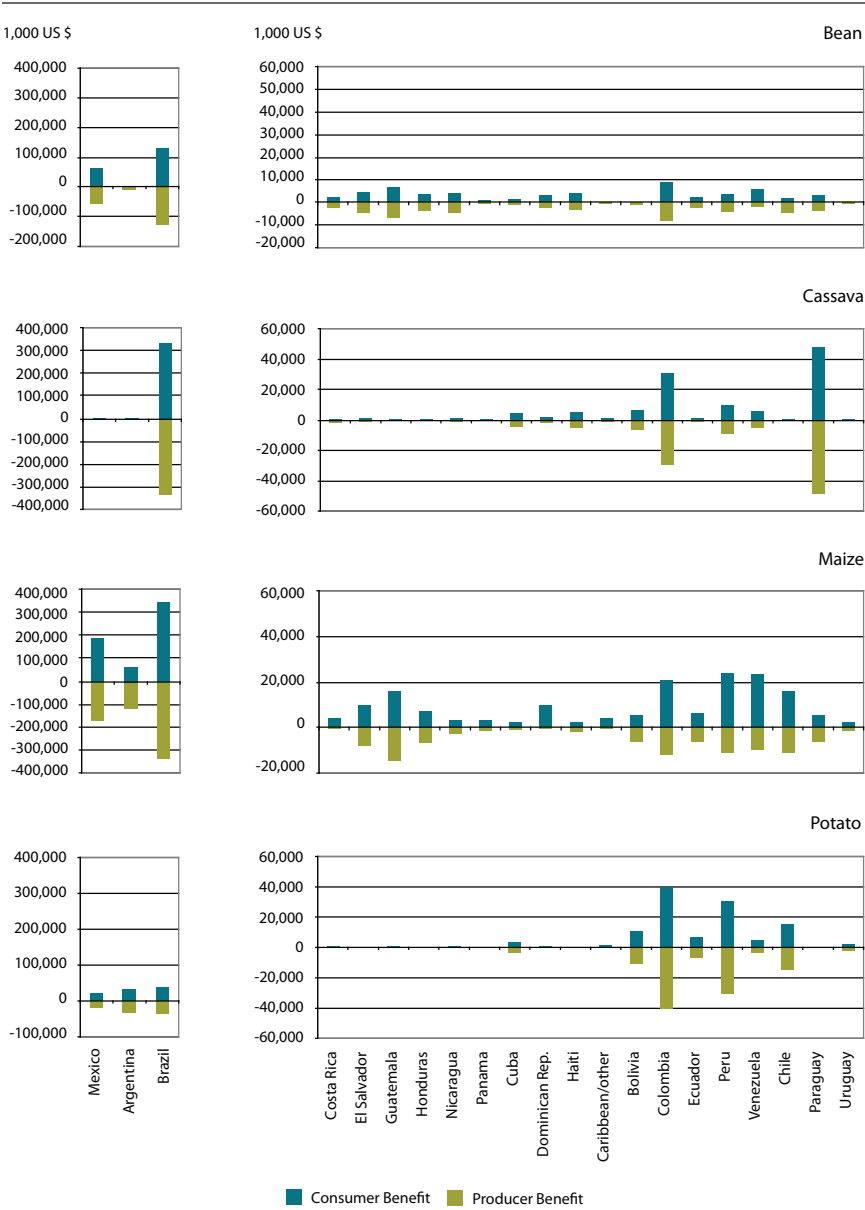 1,000 US $
1,000 US $
Bean
400,000
300,000
200,000
100,000
0
-100,000
-200,000
60,000
50,000
40,000
30,000
20,000
10,000
0
-10,000
-20,000
Cassava
400,000
300,000
200,000
100,000
0
-100,000
-200,000
-300,000
-400,000
60,000
40,000
20,000
0
-20,000
-40,000
-60,000
Maize
400,000
300,000
200,000
100,000
0
-100,000
-200,000
-300,000
-400,000
60,000
40,000
20,000
0
-20,000
Potato
400,000
300,000
200,000
100,000
0
-100,000
60,000
40,000
20,000
0
-20,000
-40,000
-60,000
Mexico
Argentina
Brazil
Costa Rica
El Salvador
Guatemala
Honduras
Nicaragua
Panama
Cuba
Dominican Rep.
Haiti
Caribbean/other
Bolivia
Colombia
Ecuador
Peru
Venezuela
Chile
Paraguay
Uruguay
Consumer Benefit
Producer Benefit